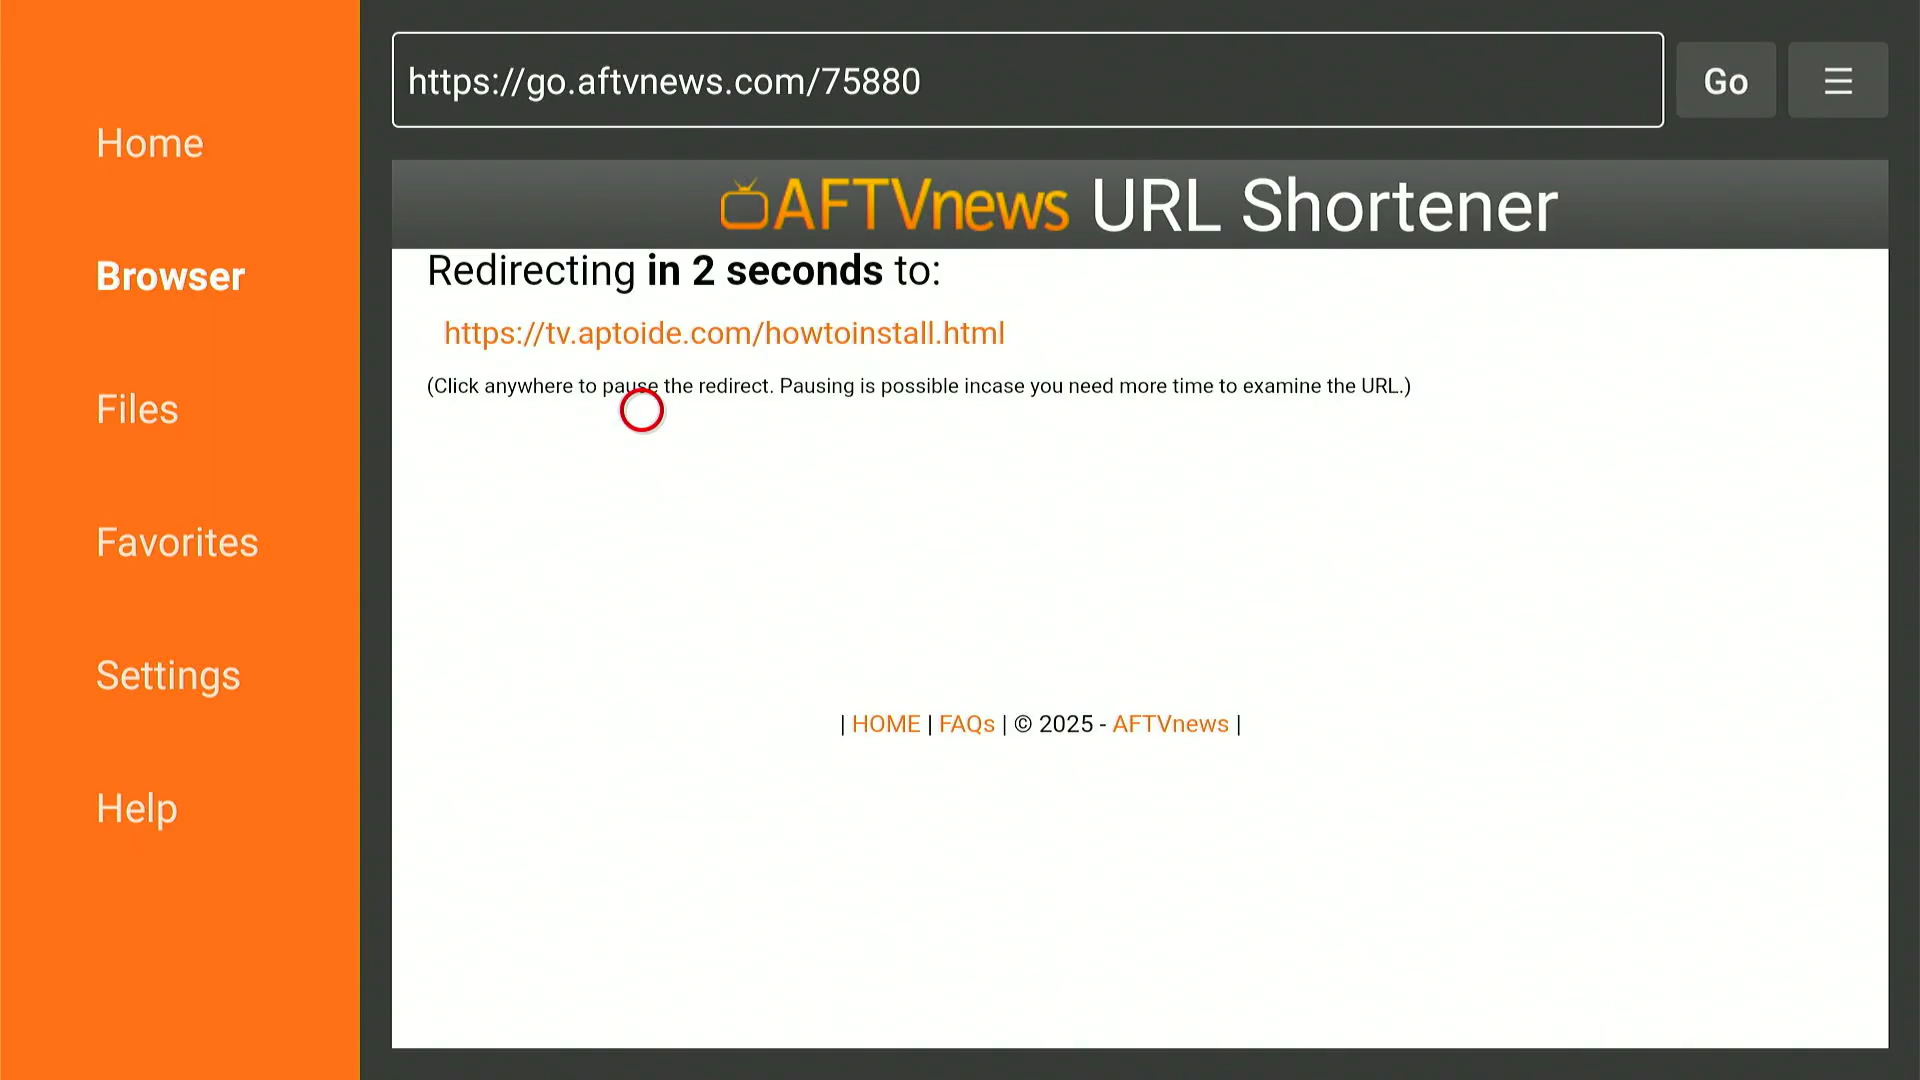 https://go.aftvnews.com/75880
Go
Home
Browser
Files
Favorites
Settings
Help
AFTVnews URL Shortener
Redirecting in 2 seconds to:
https://tv.aptoide.com/howtoinstall.html
(Click anywhere to pause the redirect. Pausing is possible incase you need more time to examine the URL.)
| HOME | FAQs | © 2025 - AFTVnews |